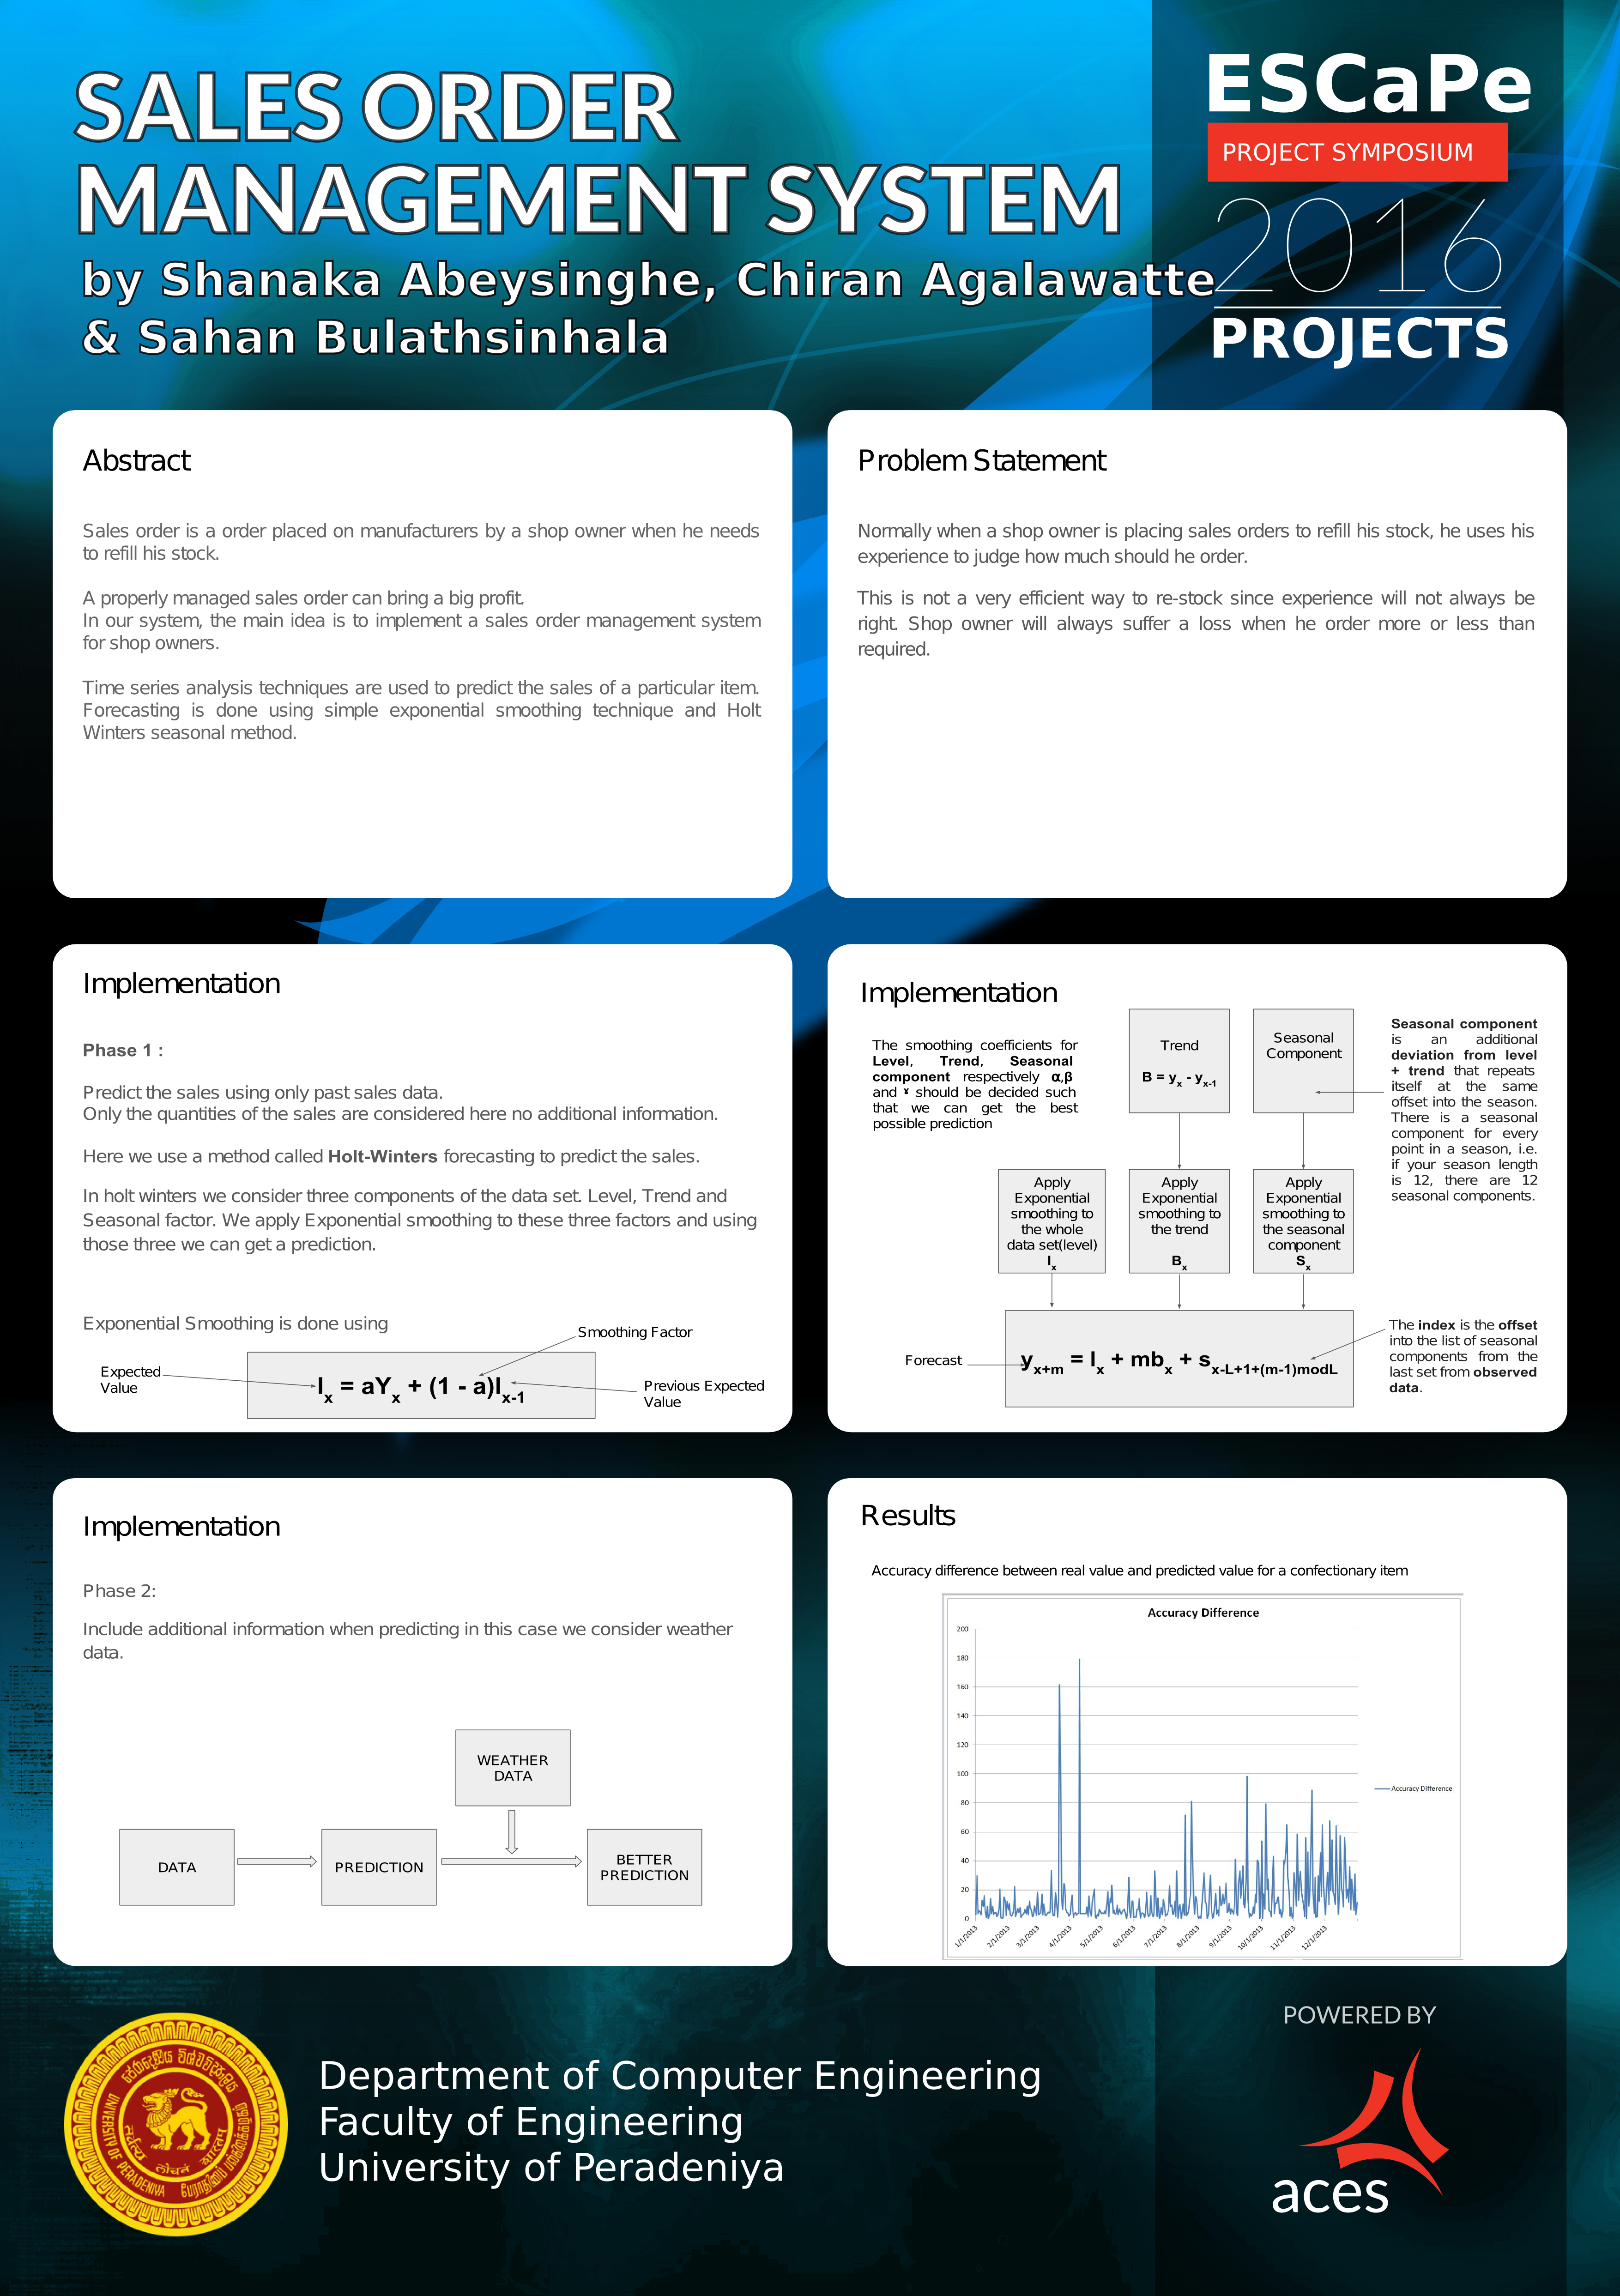 SALES ORDER
MANAGEMENT SYSTEM
by Shanaka Abeysinghe, Chiran Agalawatte
& Sahan Bulathsinhala
ESCaPe
PROJECT SYMPOSIUM
2016
PROJECTS
Abstract
Sales order is a order placed on manufacturers by a shop owner when he needs
to refill his stock.
A properly managed sales order can bring a big profit.
In our system, the main idea is to implement a sales order management system
for shop owners.
Time series analysis techniques are used to predict the sales of a particular item.
Forecasting is done using simple exponential smoothing technique and Holt
Winters seasonal method.
Problem Statement
Normally when a shop owner is placing sales orders to refill his stock, he uses his
experience to judge how much should he order.
This is not a very efficient way to re-stock since experience will not always be
right. Shop owner will always suffer a loss when he order more or less than
required.
Implementation
Phase 1 :
Predict the sales using only past sales data.
Only the quantities of the sales are considered here no additional information.
Here we use a method called Holt-Winters forecasting to predict the sales.
In holt winters we consider three components of the data set. Level, Trend and
Seasonal factor. We apply Exponential smoothing to these three factors and using
those three we can get a prediction.
Exponential Smoothing is done using
Smoothing Factor
Expected
Value
lx = aYx + (1 - a)lx-1
Previous Expected
Value
Implementation
The smoothing coefficients for
Level, Trend, Seasonal
component respectively α,β
and ɤ should be decided such
that we can get the best
possible prediction
Trend
B = yx - yx-1
Seasonal
Component
Seasonal component
is an additional
deviation from level
+ trend that repeats
itself at the same
offset into the season.
There is a seasonal
component for every
point in a season, i.e.
if your season length
is 12, there are 12
seasonal components.
Apply
Exponential
smoothing to
the whole
data set(level)
lx
Apply
Exponential
smoothing to
the trend
Bx
Apply
Exponential
smoothing to
the seasonal
component
Sx
Forecast
yx+m = lx + mbx + sx-L+1+(m-1)modL
The index is the offset
into the list of seasonal
components from the
last set from observed
data.
Implementation
Phase 2:
Include additional information when predicting in this case we consider weather
data.
WEATHER
DATA
DATA
PREDICTION
BETTER
PREDICTION
Results
Accuracy difference between real value and predicted value for a confectionary item
Accuracy Difference
200
180
160
140
120
100
80
60
40
20
0
1/1/2013
2/1/2013
3/1/2013
4/1/2013
5/1/2013
6/1/2013
7/1/2013
8/1/2013
9/1/2013
10/1/2013
11/1/2013
12/1/2013
Accuracy Difference
UNIVERSITY OF PERADENIYA
Department of Computer Engineering
Faculty of Engineering
University of Peradeniya
POWERED BY
aces